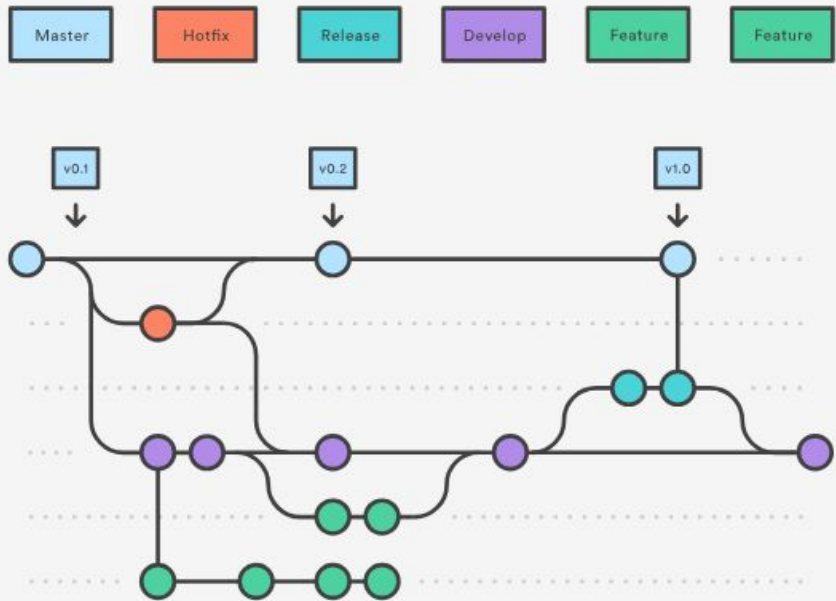 Master
Hotfix
Release
Develop
Feature
Feature
v0.1
v0.2
v1.0